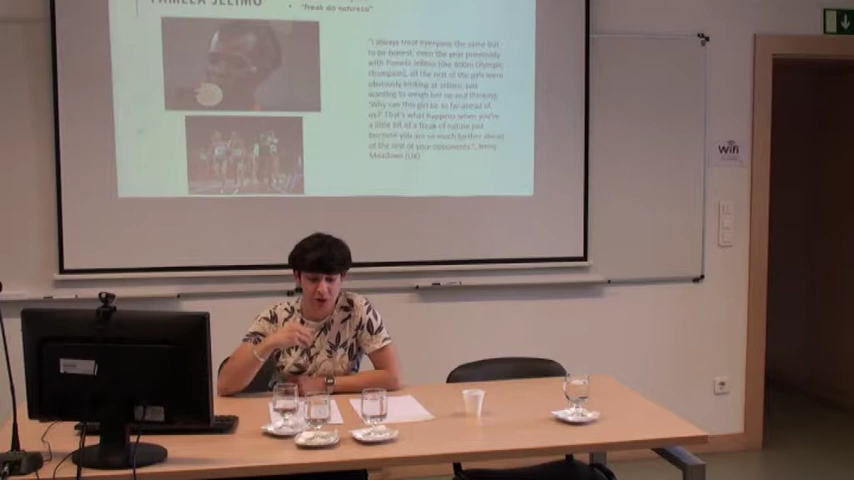 PAMELA JELIMO
• "freak da natureza"
"I always treat everyone the same but
to be honest, even the year previously
with Pamela Jelimo (the 800m Olympic
champion), all the rest of the girls were
obviously looking at Jelimo, just
wanting to weigh her up and thinking:
'Why can this girl be so far ahead of
us?' That's what happens when you're
a little bit of a freak of nature just
because you are so much further ahead
of the rest of your opponents.", Jenny
Meadows (UK)
Wifi